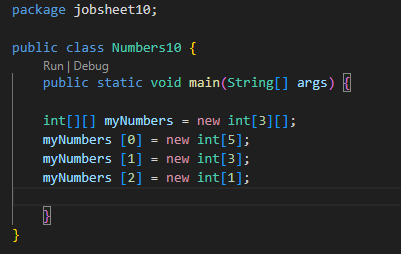 package jobsheet10;
public class Numbers10 {
Run | Debug
public static void main(String[] args) {
int[][] myNumbers = new int[3][];
myNumbers [0] = new int[5];
myNumbers [1] = new int[3];
myNumbers [2] = new int[1];
}
}